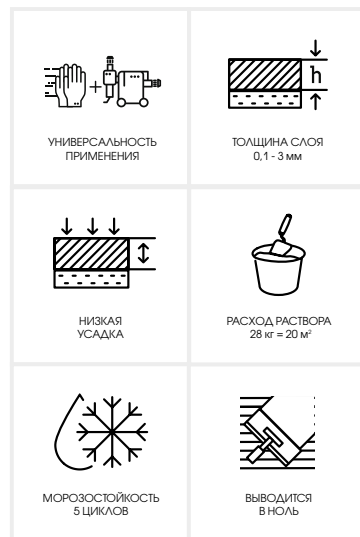 УНИВЕРСАЛЬНОСТЬ
ПРИМЕНЕНИЯ
h
ТОЛЩИНА СЛОЯ
0,1 - 3 мм
НИЗКАЯ
УСАДКА
РАСХОД РАСТВОРА
28 кг = 20 м²
МОРОЗОСТОЙКОСТЬ
5 ЦИКЛОВ
ВЫВОДИТСЯ
В НОЛЬ